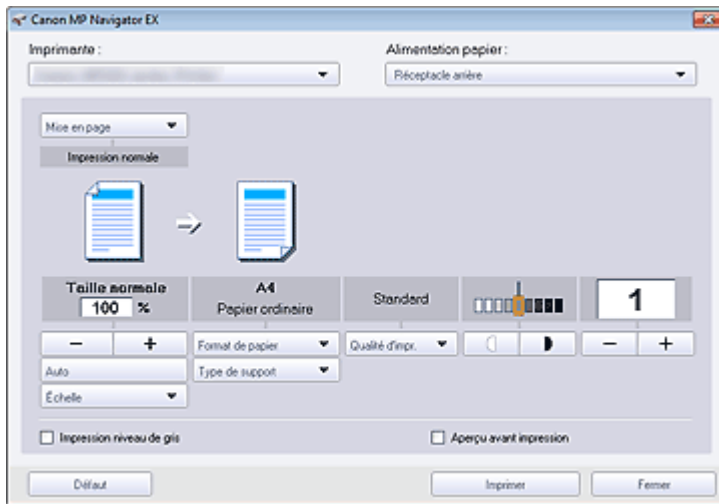 Canon MP Navigator EX
Imprimante :
Alimentation papier :
Réceptacle arrière
Mise en page
Impression normale
Taille normale
100 %
A4
Papier ordinaire
Standard
1
− +
− +
Format de papier
Qualité d'impr.
Auto
Type de support
Échelle
Impression niveau de gris
Aperçu avant impression
Défaut
Imprimer
Fermer